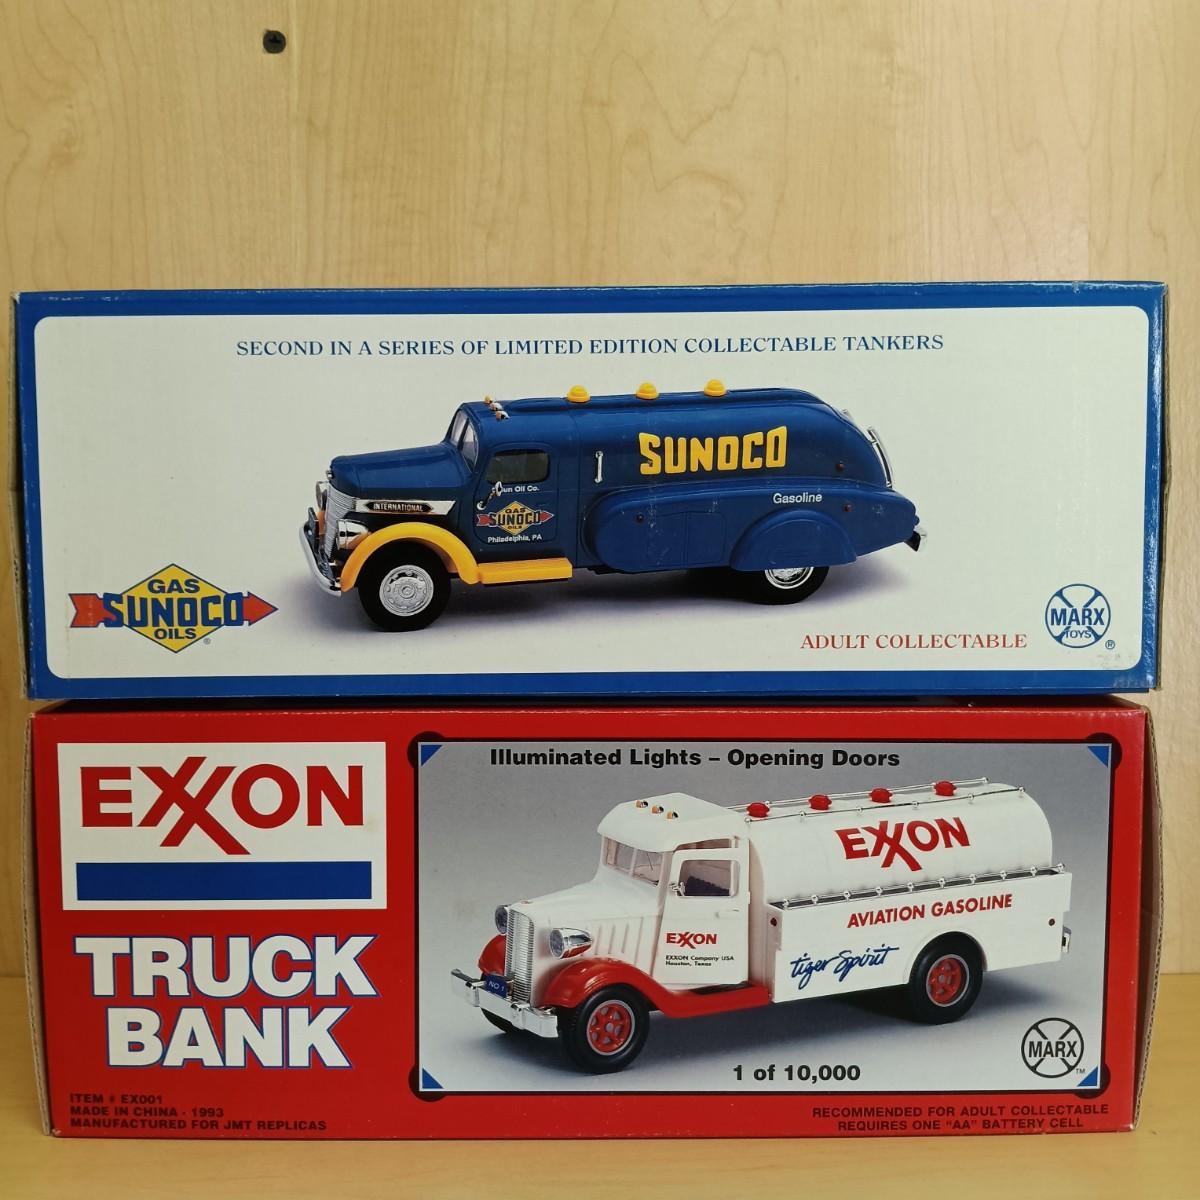 SECOND IN A SERIES OF LIMITED EDITION COLLECTABLE TANKERS
SUNOCO
Gasoline
INTERNATIONAL
Sun Oil Co.
GAS
SUNOCO
OILS
Philadelphia, PA
GAS
SUNOCO
OILS
®
ADULT COLLECTABLE
MARX
TOYS
®
EXXON
TRUCK
BANK
ITEM # EX001
MADE IN CHINA - 1993
MANUFACTURED FOR JMT REPLICAS
Illuminated Lights – Opening Doors
EXXON
AVIATION GASOLINE
tiger Spirit
EXXON
EXXON Company USA
Houston, Texas
NO 1
1 of 10,000
MARX
TM
RECOMMENDED FOR ADULT COLLECTABLE
REQUIRES ONE "AA" BATTERY CELL